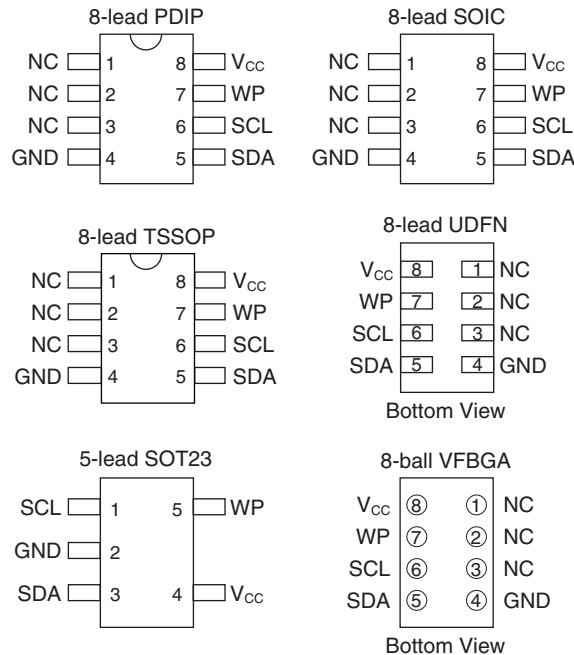 8-lead PDIP
NC 1 8 VCC
NC 2 7 WP
NC 3 6 SCL
GND 4 5 SDA
8-lead SOIC
NC 1 8 VCC
NC 2 7 WP
NC 3 6 SCL
GND 4 5 SDA
8-lead TSSOP
NC 1 8 VCC
NC 2 7 WP
NC 3 6 SCL
GND 4 5 SDA
8-lead UDFN
VCC 8 1 NC
WP 7 2 NC
SCL 6 3 NC
SDA 5 4 GND
Bottom View
5-lead SOT23
SCL 1 5 WP
GND 2
SDA 3 4 VCC
8-ball VFBGA
VCC 8 1 NC
WP 7 2 NC
SCL 6 3 NC
SDA 5 4 GND
Bottom View